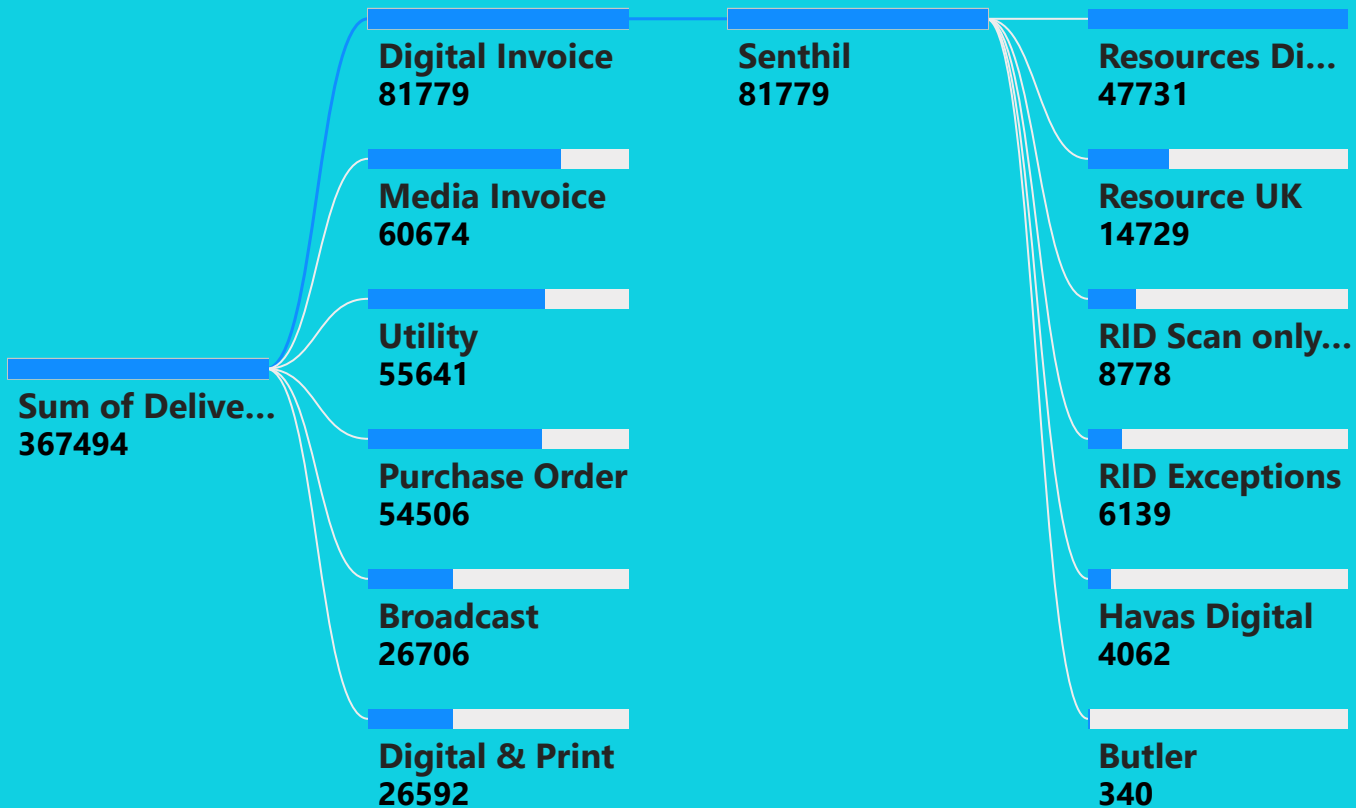 Digital Invoice
81779
Senthil
81779
Resources Di...
47731
Media Invoice
60674
Resource UK
14729
Utility
55641
RID Scan only...
8778
Sum of Delive...
367494
Purchase Order
54506
RID Exceptions
6139
Broadcast
26706
Havas Digital
4062
Digital & Print
26592
Butler
340